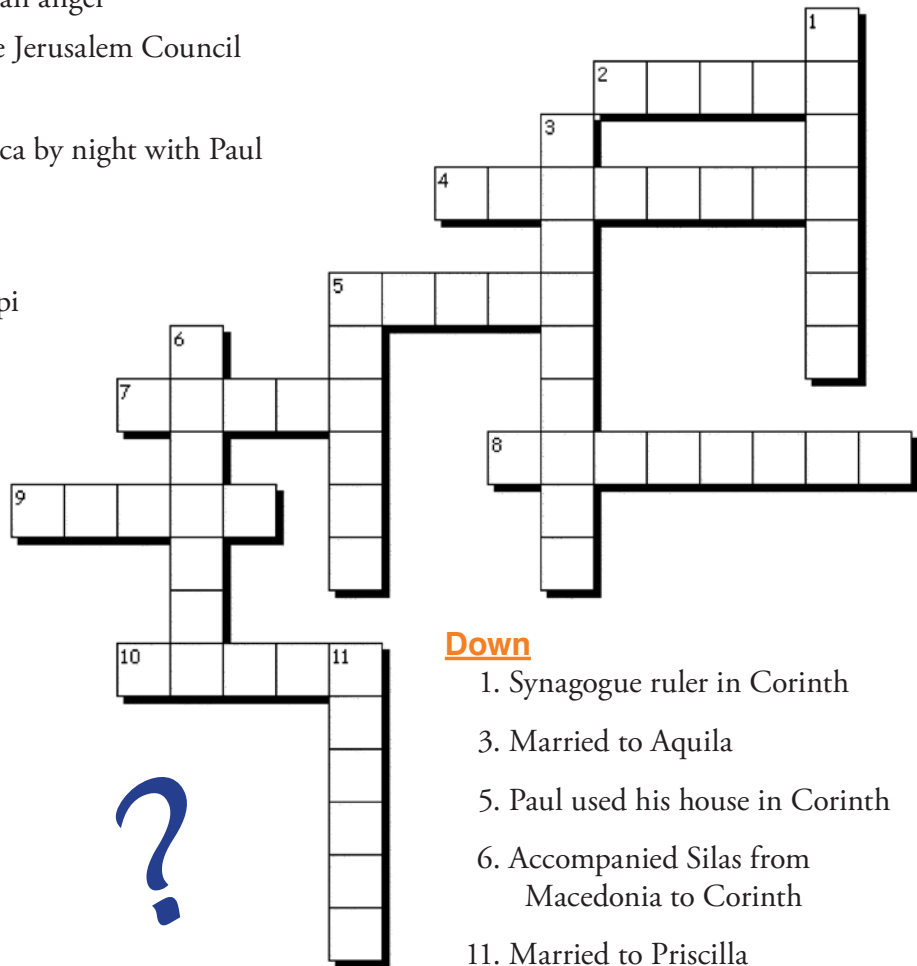 an angel
e Jerusalem Council
ca by night with Paul
pi
1
2
3
4
5
6
7
8
9
10 11
?
Down
1. Synagogue ruler in Corinth
3. Married to Aquila
5. Paul used his house in Corinth
6. Accompanied Silas from
Macedonia to Corinth
11. Married to Priscilla